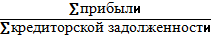 ∑прибыли
∑кредиторской задолженности